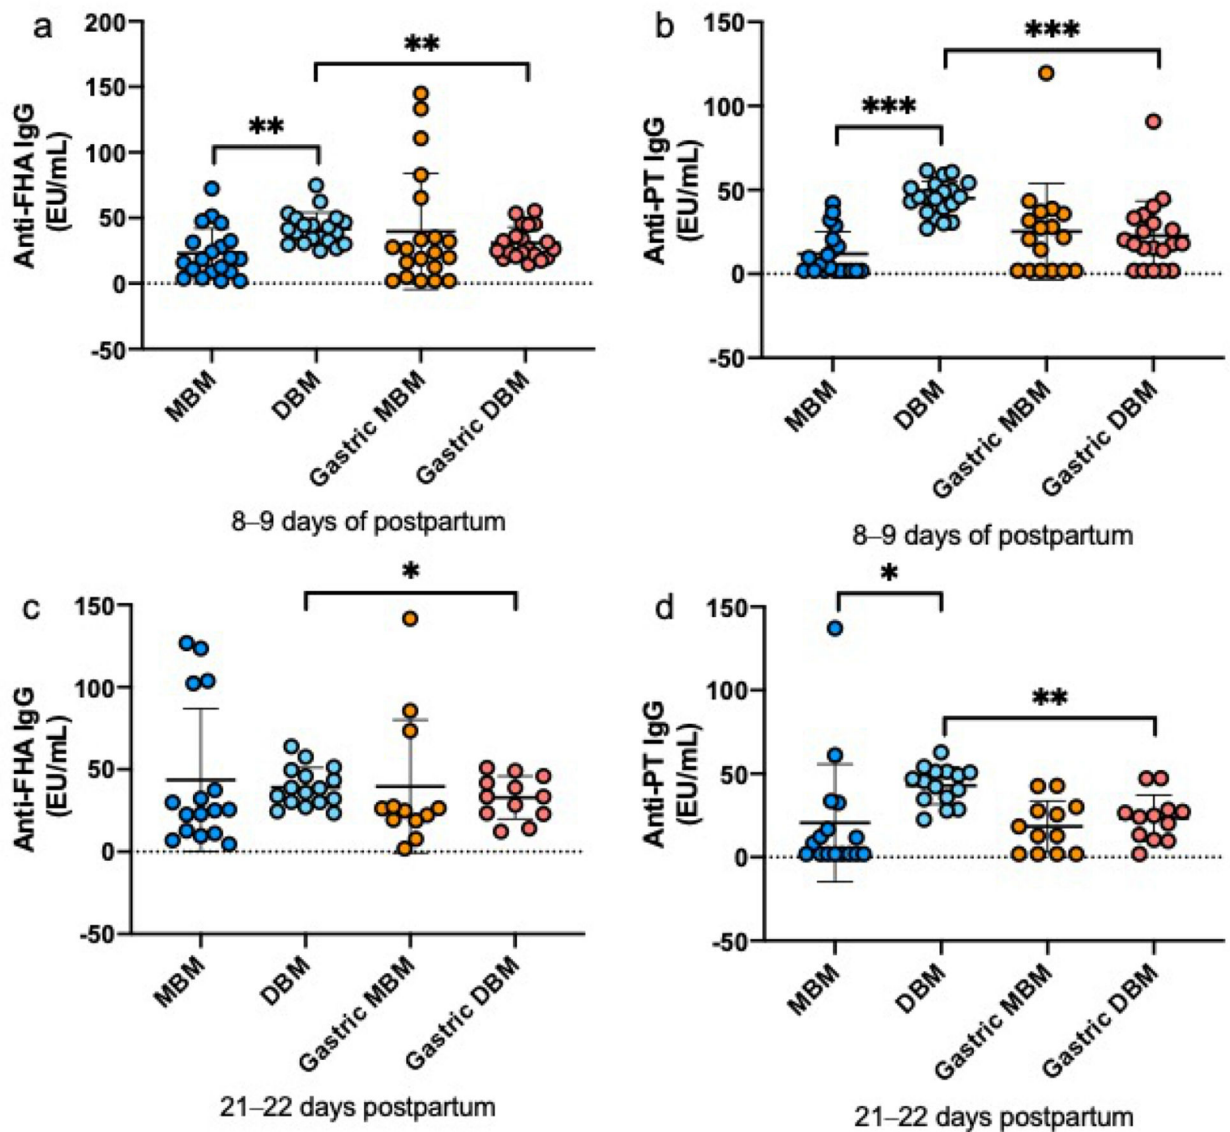 a
200
150
100
50
0
-50
Anti-FHA IgG
(EU/mL)
**
**
MBM
DBM
Gastric MBM
Gastric DBM
8–9 days of postpartum
b
150
100
50
0
-50
Anti-PT IgG
(EU/mL)
***
***
MBM
DBM
Gastric MBM
Gastric DBM
8–9 days of postpartum
c
150
100
50
0
-50
Anti-FHA IgG
(EU/mL)
*
MBM
DBM
Gastric MBM
Gastric DBM
21–22 days postpartum
d
150
100
50
0
-50
Anti-PT IgG
(EU/mL)
*
**
MBM
DBM
Gastric MBM
Gastric DBM
21–22 days postpartum